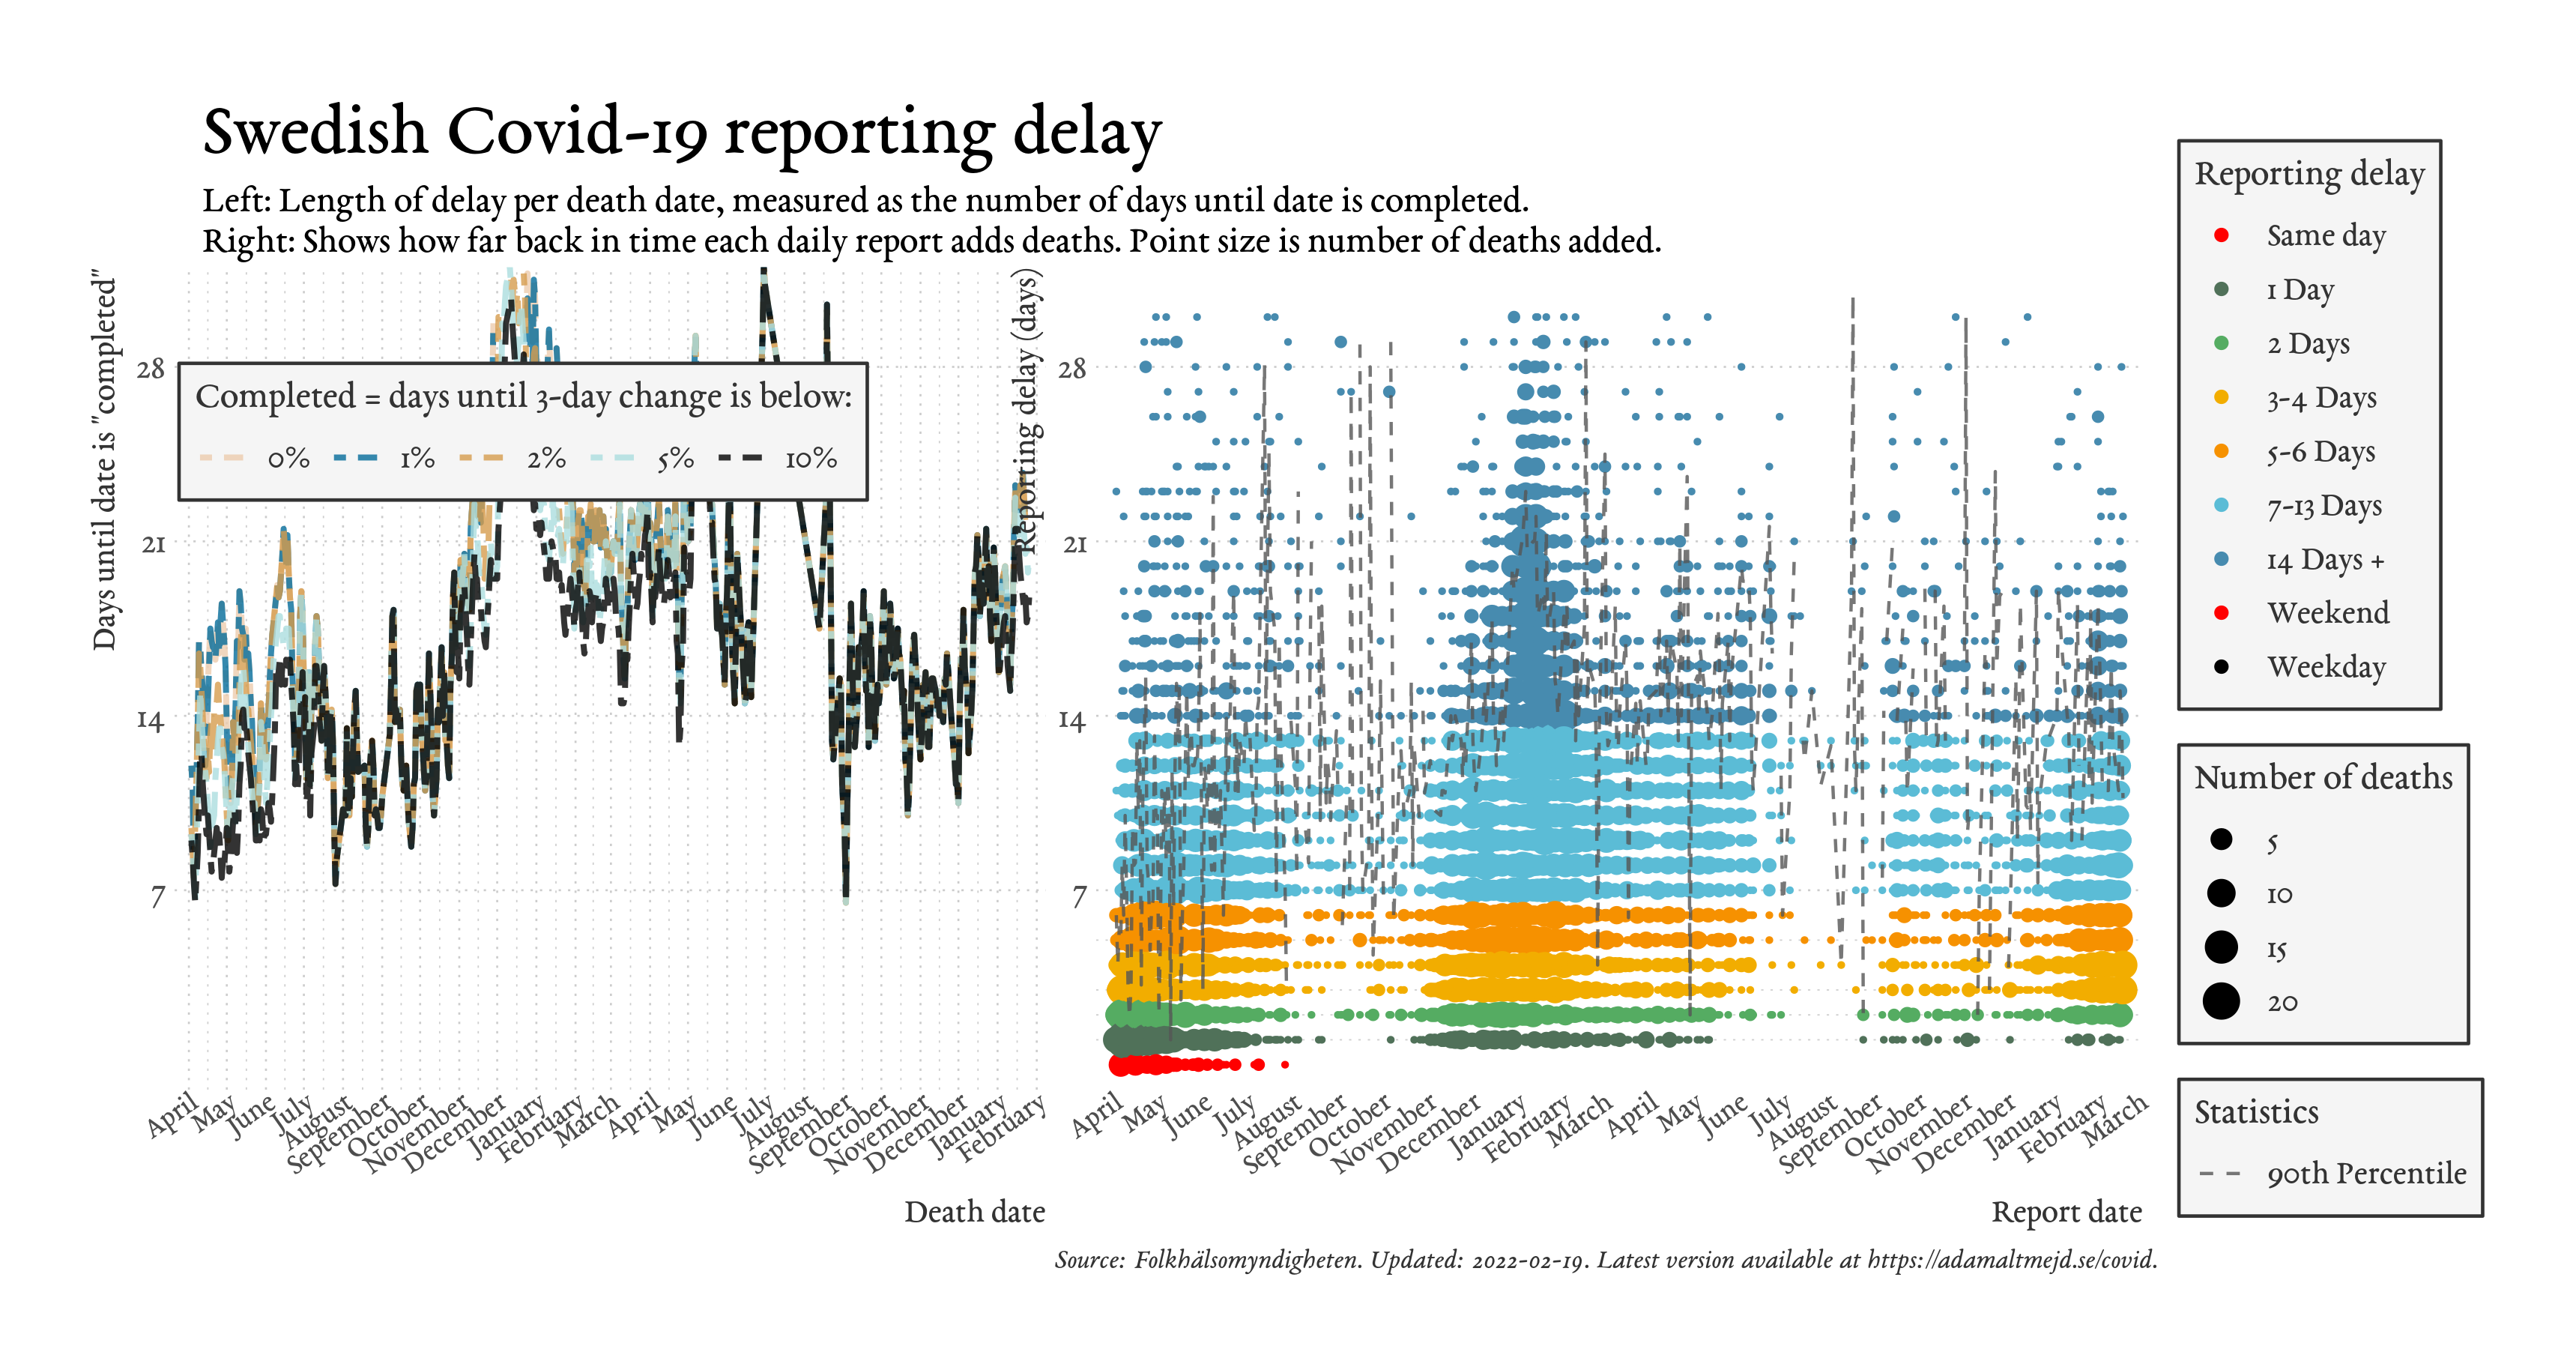 Swedish Covid-19 reporting delay
Left: Length of delay per death date, measured as the number of days until date is completed.
Right: Shows how far back in time each daily report adds deaths. Point size is number of deaths added.
Days until date is "completed"
28
21
14
7
Completed = days until 3-day change is below:
0% 1% 2% 5% 10%
April May June July August September October November December January February March April May June July August September October November December January February
Death date
Reporting delay (days)
28
21
14
7
April May June July August September October November December January February March April May June July August September October November December January February March
Report date
Reporting delay
Same day
1 Day
2 Days
3-4 Days
5-6 Days
7-13 Days
14 Days +
Weekend
Weekday
Number of deaths
5
10
15
20
Statistics
90th Percentile
Source: Folkhälsomyndigheten. Updated: 2022-02-19. Latest version available at https://adamaltmejd.se/covid.